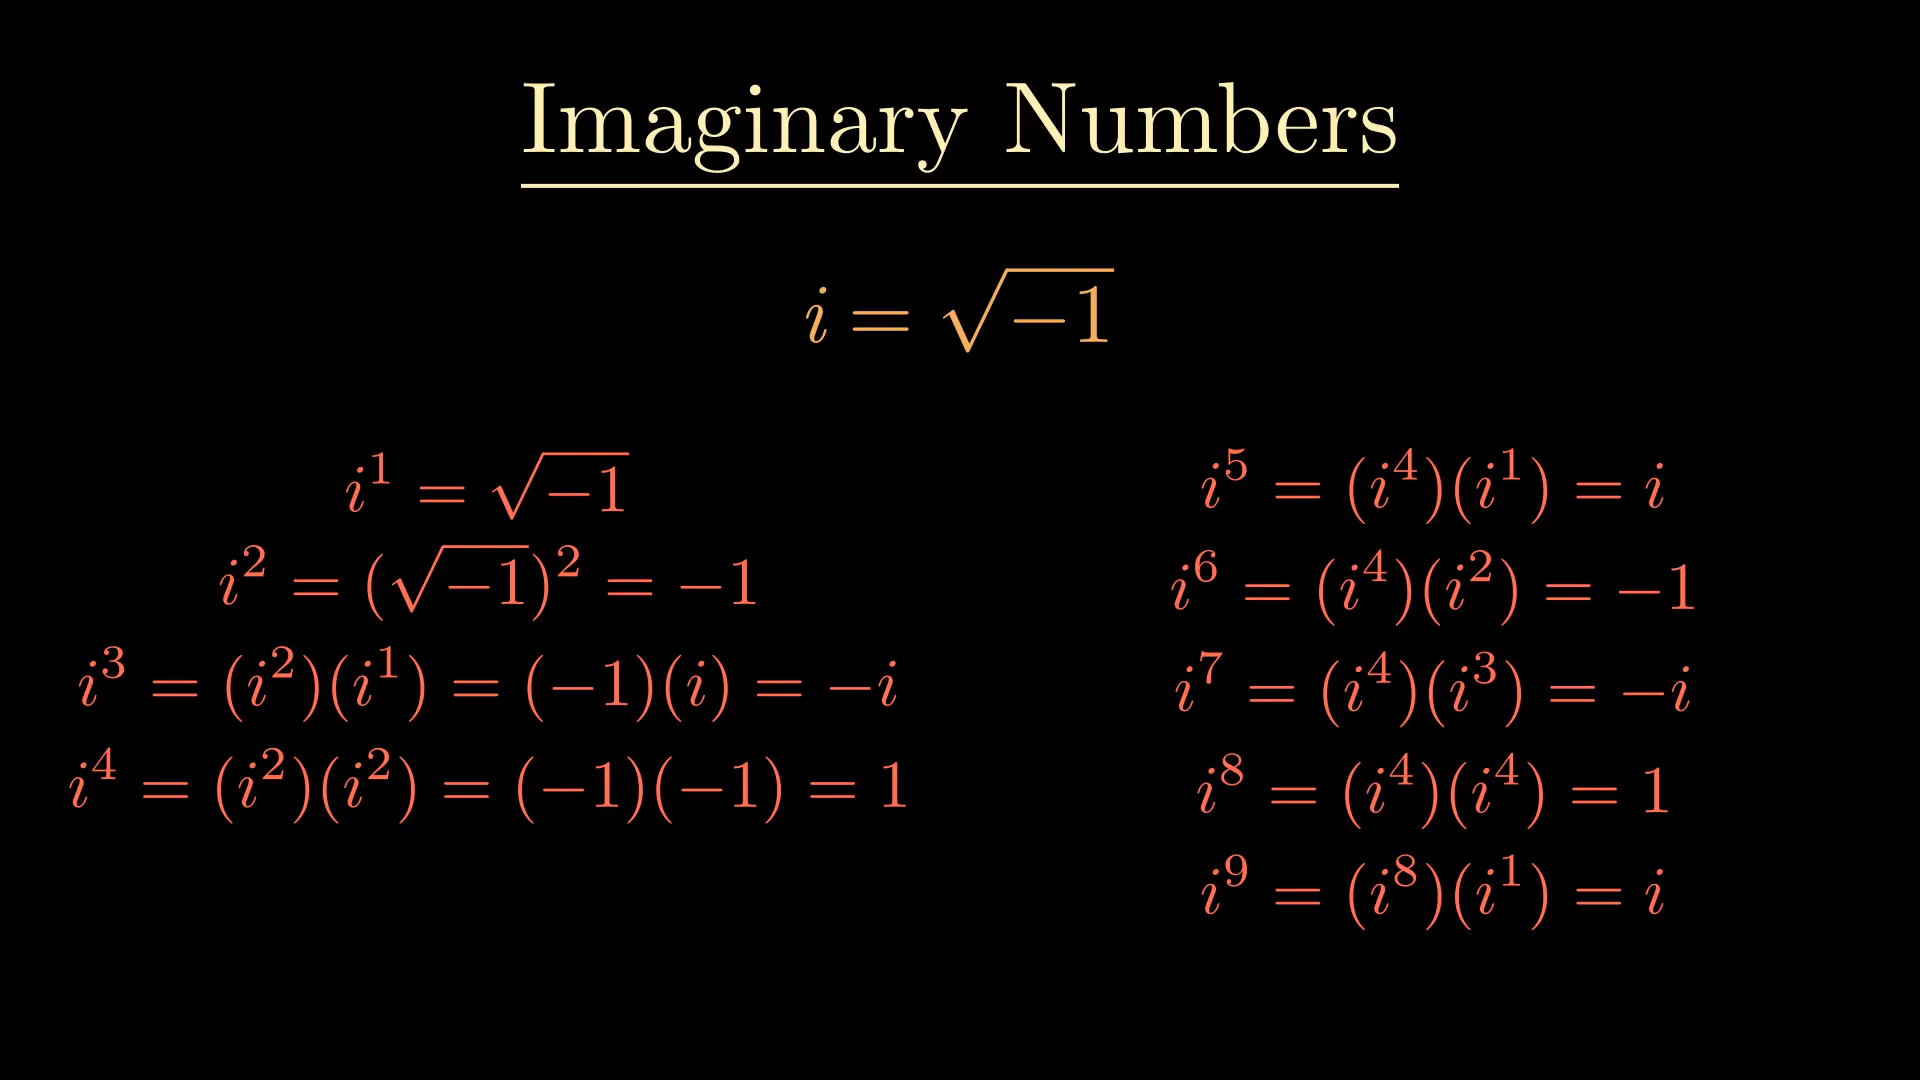 Imaginary Numbers
i = √−1
i¹ = √−1
i² = (√−1)² = −1
i³ = (i²)(i¹) = (−1)(i) = −i
i⁴ = (i²)(i²) = (−1)(−1) = 1
i⁵ = (i⁴)(i¹) = i
i⁶ = (i⁴)(i²) = −1
i⁷ = (i⁴)(i³) = −i
i⁸ = (i⁴)(i⁴) = 1
i⁹ = (i⁸)(i¹) = i